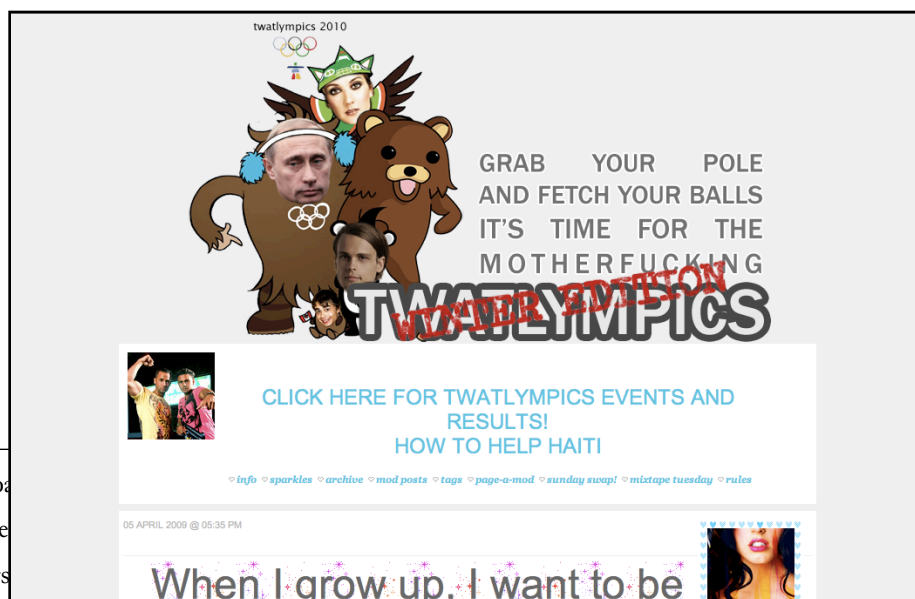 twatlympics 2010
GRAB YOUR POLE
AND FETCH YOUR BALLS
IT'S TIME FOR THE
MOTHERFUCKING
TWATLYMPICS
WINTER EDITION
CLICK HERE FOR TWATLYMPICS EVENTS AND
RESULTS!
HOW TO HELP HAITI
♡ info ♡ sparkles ♡ archive ♡ mod posts ♡ tags ♡ page-a-mod ♡ sunday swap! ♡ mixtape tuesday ♡ rules
05 APRIL 2009 @ 05:35 PM
When I grow up, I want to be